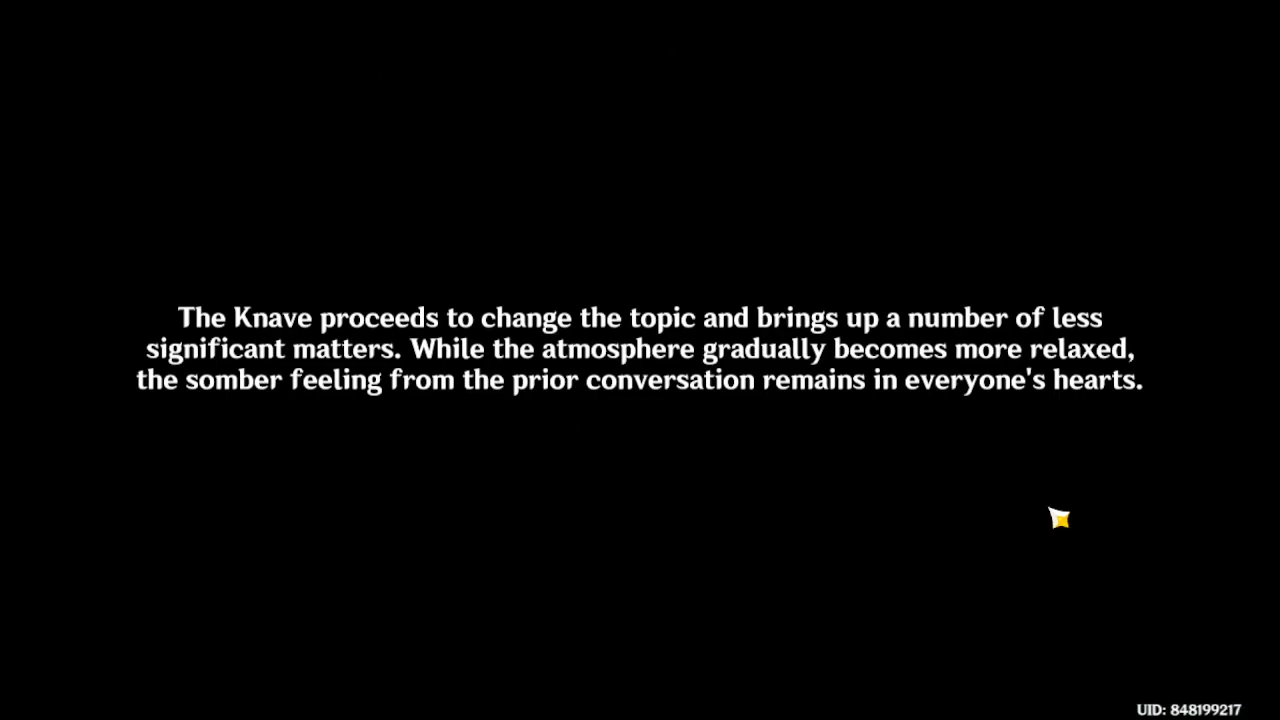 The Knave proceeds to change the topic and brings up a number of less
significant matters. While the atmosphere gradually becomes more relaxed,
the somber feeling from the prior conversation remains in everyone's hearts.
UID: 848199217